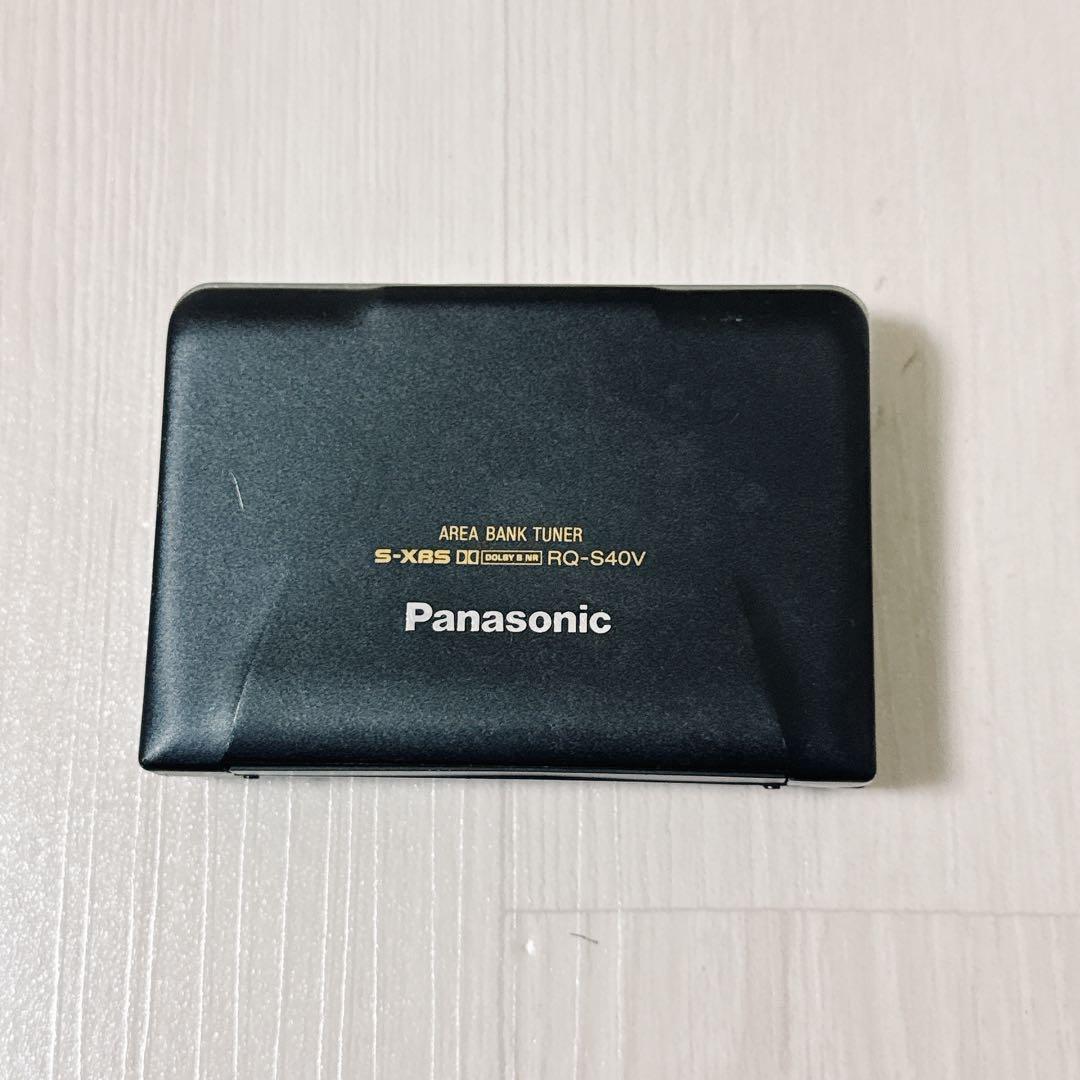 AREA BANK TUNER
S-XBS DOLBY B NR RQ-S40V
Panasonic